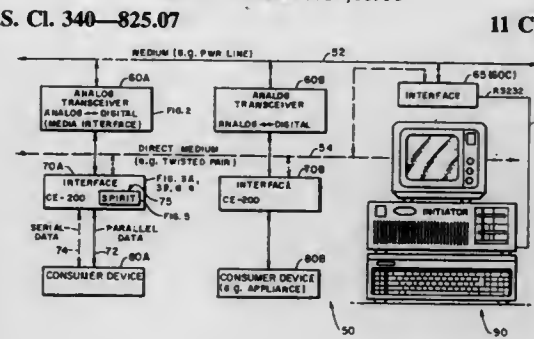 S. Cl. 340—825.07
11 C
MEDIUM (e.g. PWR LINE)
52
60A
60B
65 (60C)
ANALOG
TRANSCEIVER
ANALOG ↔ DIGITAL
(MEDIA INTERFACE)
FIG. 2
ANALOG
TRANSCEIVER
ANALOG ↔ DIGITAL
INTERFACE
RS232
DIRECT MEDIUM
(e.g. TWISTED PAIR)
54
70A
INTERFACE
CE-200
SPIRIT
75
FIG. 5
70B
INTERFACE
CE-200
INITIATOR
SERIAL
DATA
74
PARALLEL
DATA
72
80A
CONSUMER DEVICE
80B
CONSUMER DEVICE
(e.g. APPLIANCE)
50
90